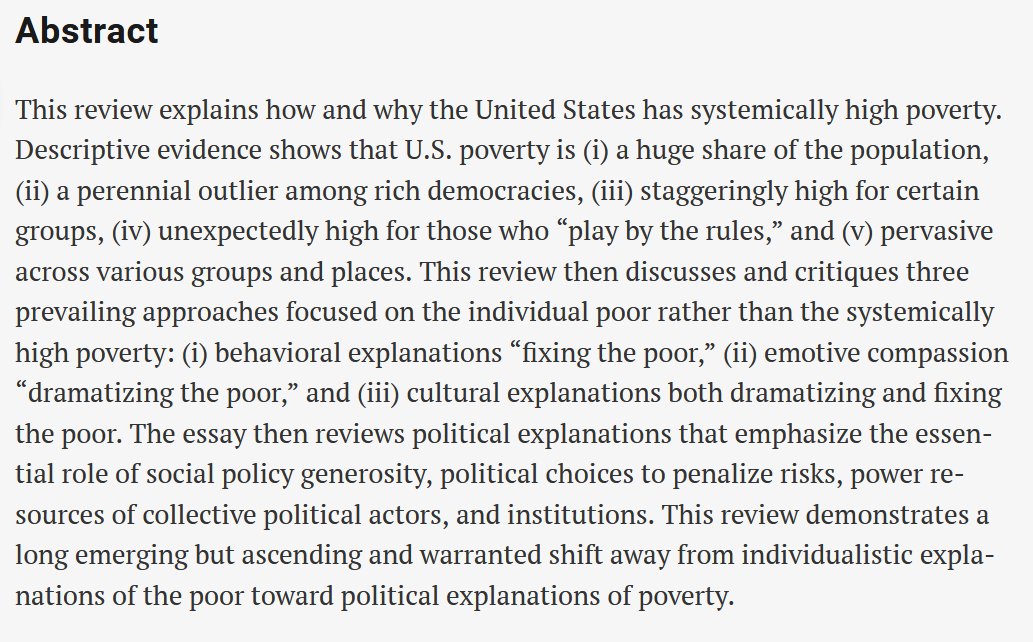 Abstract
This review explains how and why the United States has systemically high poverty.
Descriptive evidence shows that U.S. poverty is (i) a huge share of the population,
(ii) a perennial outlier among rich democracies, (iii) staggeringly high for certain
groups, (iv) unexpectedly high for those who “play by the rules,” and (v) pervasive
across various groups and places. This review then discusses and critiques three
prevailing approaches focused on the individual poor rather than the systemically
high poverty: (i) behavioral explanations “fixing the poor,” (ii) emotive compassion
“dramatizing the poor,” and (iii) cultural explanations both dramatizing and fixing
the poor. The essay then reviews political explanations that emphasize the essen-
tial role of social policy generosity, political choices to penalize risks, power re-
sources of collective political actors, and institutions. This review demonstrates a
long emerging but ascending and warranted shift away from individualistic expla-
nations of the poor toward political explanations of poverty.